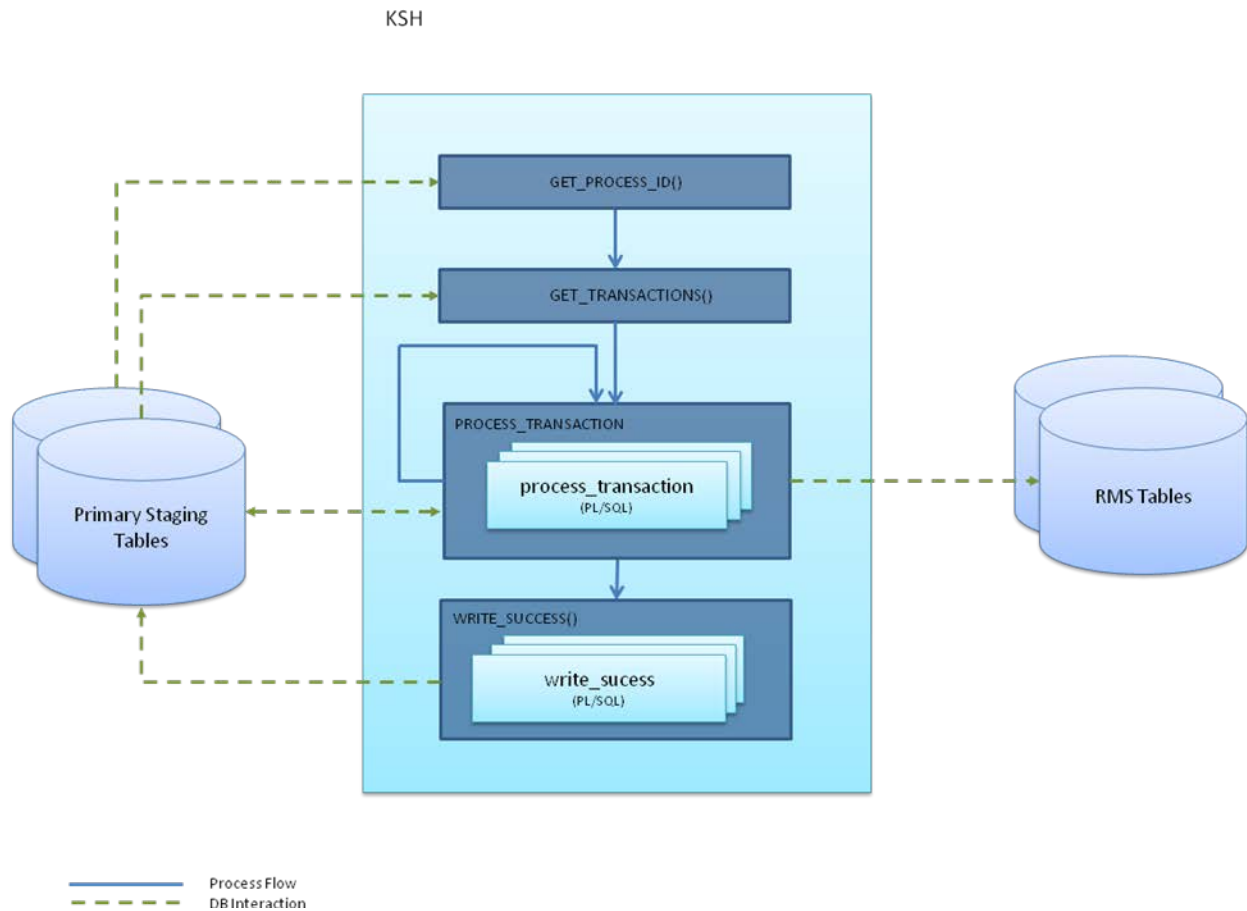 KSH
GET_PROCESS_ID()
GET_TRANSACTIONS()
PROCESS_TRANSACTION
process_transaction
(PL/SQL)
Primary Staging
Tables
RMS Tables
WRITE_SUCCESS()
write_sucess
(PL/SQL)
Process Flow
DB Interaction